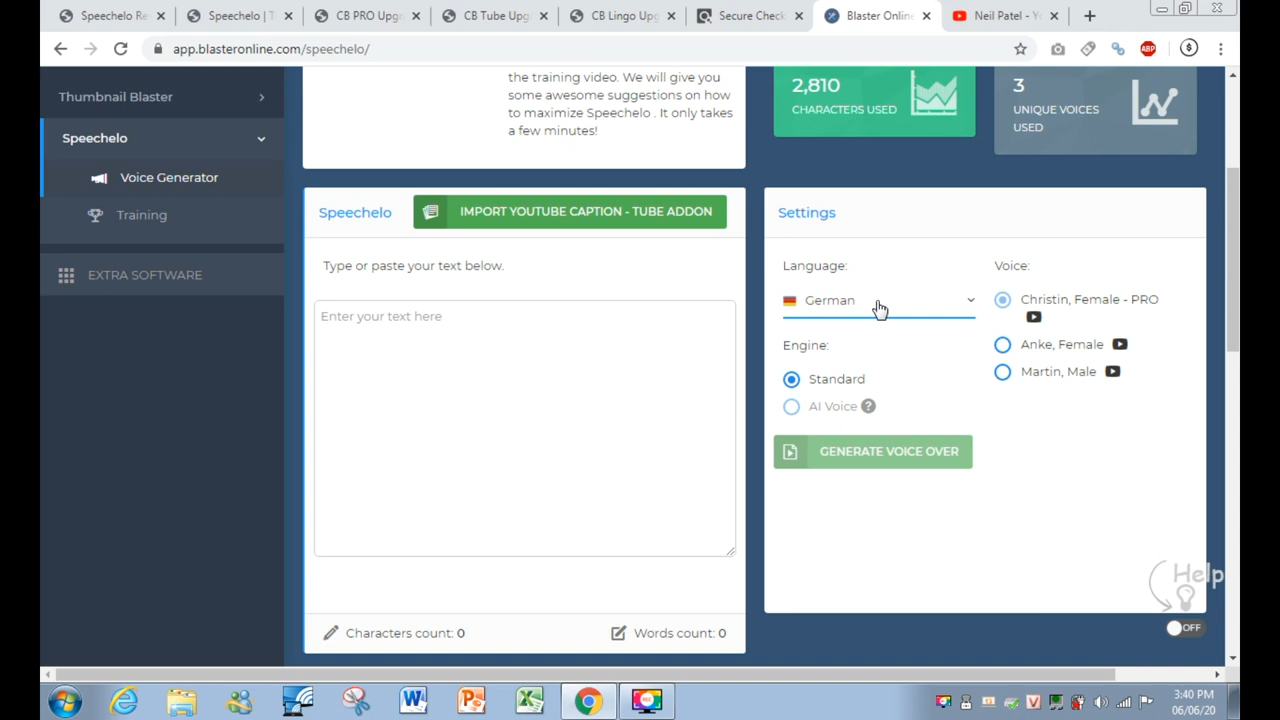 Speechelo Re
Speechelo | T
CB PRO Upgr
CB Tube Upg
CB Lingo Upg
Secure Check
Blaster Online
Neil Patel - Yo
app.blasteronline.com/speechelo/
ABP
Thumbnail Blaster
Speechelo
Voice Generator
Training
EXTRA SOFTWARE
the training video. We will give you
some awesome suggestions on how
to maximize Speechelo . It only takes
a few minutes!
2,810
CHARACTERS USED
3
UNIQUE VOICES
USED
Speechelo
IMPORT YOUTUBE CAPTION - TUBE ADDON
Type or paste your text below.
Enter your text here
Characters count: 0
Words count: 0
Settings
Language:
German
Engine:
Standard
AI Voice ?
GENERATE VOICE OVER
Voice:
Christin, Female - PRO
Anke, Female
Martin, Male
Help
OFF
3:40 PM
06/06/20